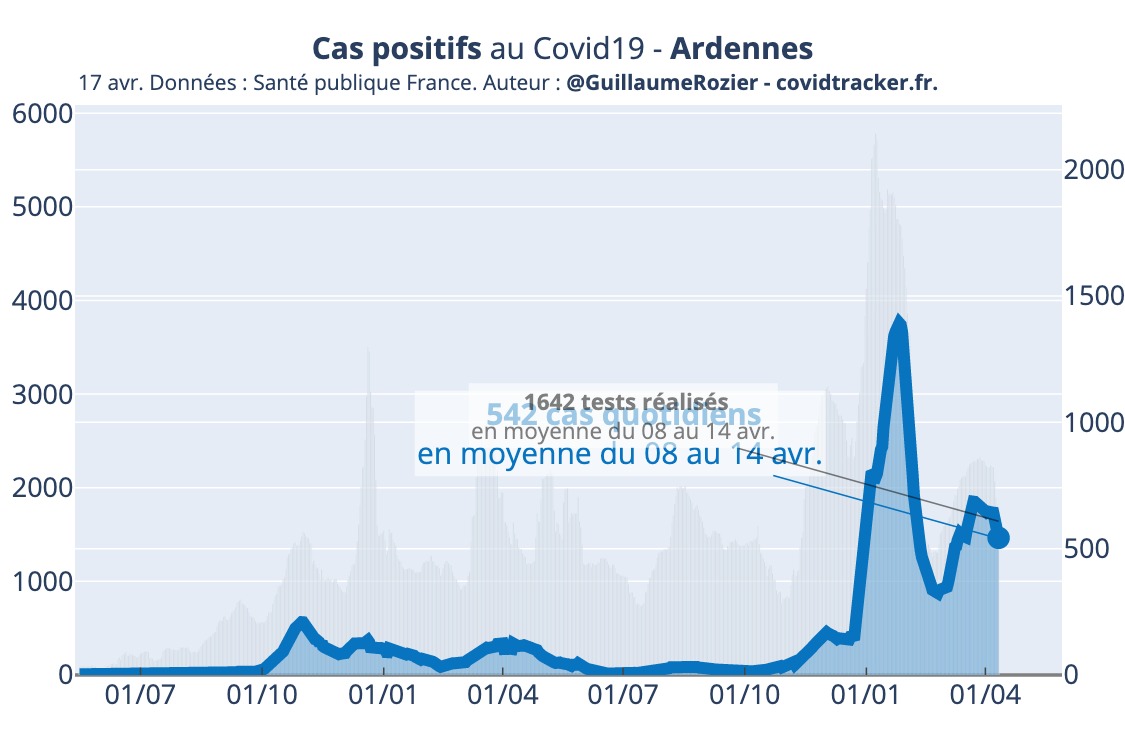 Cas positifs au Covid19 - Ardennes
17 avr. Données : Santé publique France. Auteur : @GuillaumeRozier - covidtracker.fr.
6000
5000
4000
3000
2000
1000
0
2000
1500
1000
500
0
1642 tests réalisés
en moyenne du 08 au 14 avr.
542 cas quotidiens
en moyenne du 08 au 14 avr.
01/07 01/10 01/01 01/04 01/07 01/10 01/01 01/04